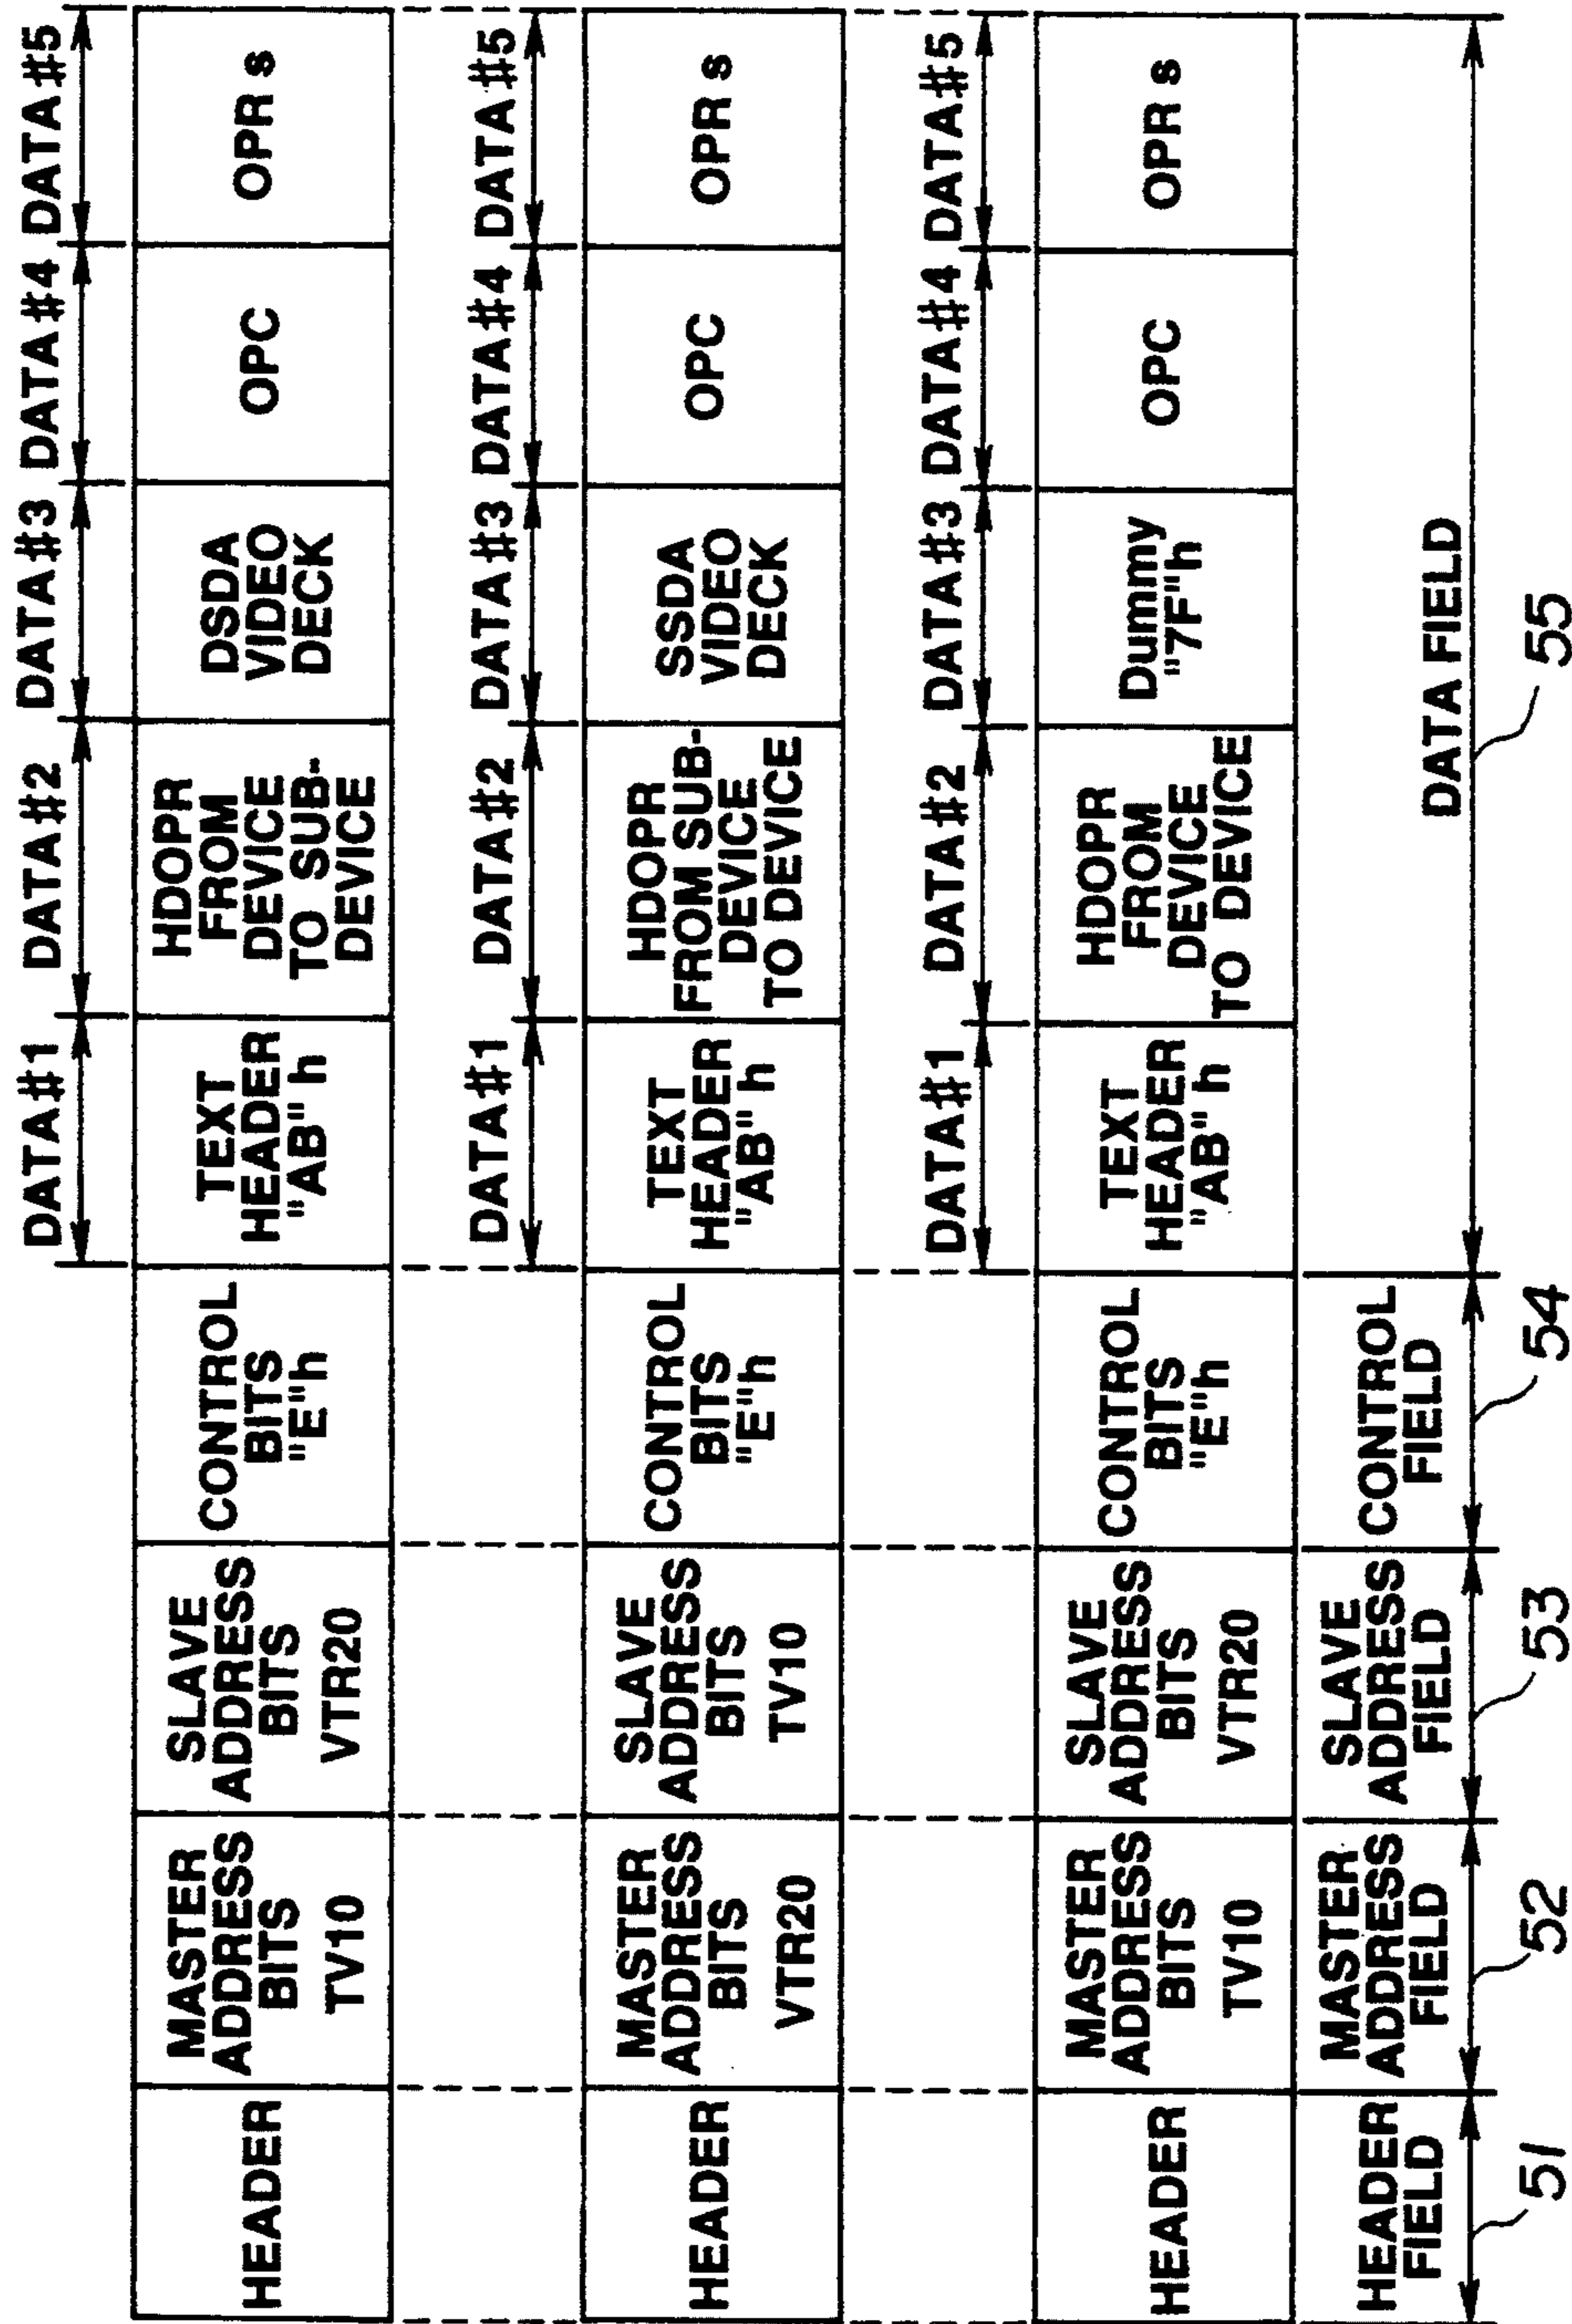 DATA#1 DATA#2 DATA#3 DATA#4 DATA#5
HEADER
MASTER
ADDRESS
BITS
TV10
SLAVE
ADDRESS
BITS
VTR20
CONTROL
BITS
"E"h
TEXT
HEADER
"AB" h
HDOPR
FROM
DEVICE
TO SUB-
DEVICE
DSDA
VIDEO
DECK
OPC
OPR s
DATA#1 DATA#2 DATA#3 DATA#4 DATA#5
HEADER
MASTER
ADDRESS
BITS
VTR20
SLAVE
ADDRESS
BITS
TV10
CONTROL
BITS
"E"h
TEXT
HEADER
"AB" h
HDOPR
FROM SUB-
DEVICE
TO DEVICE
SSDA
VIDEO
DECK
OPC
OPR s
DATA#1 DATA#2 DATA#3 DATA#4 DATA#5
HEADER
MASTER
ADDRESS
BITS
TV10
SLAVE
ADDRESS
BITS
VTR20
CONTROL
BITS
"E"h
TEXT
HEADER
"AB" h
HDOPR
FROM
DEVICE
TO DEVICE
Dummy
"7F"h
OPC
OPR s
HEADER
FIELD
51
MASTER
ADDRESS
FIELD
52
SLAVE
ADDRESS
FIELD
53
CONTROL
FIELD
54
DATA FIELD
55